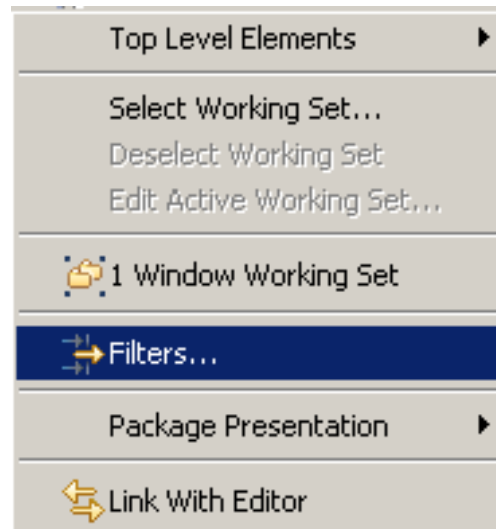 Top Level Elements
Select Working Set...
Deselect Working Set
Edit Active Working Set...
1 Window Working Set
Filters...
Package Presentation
Link With Editor